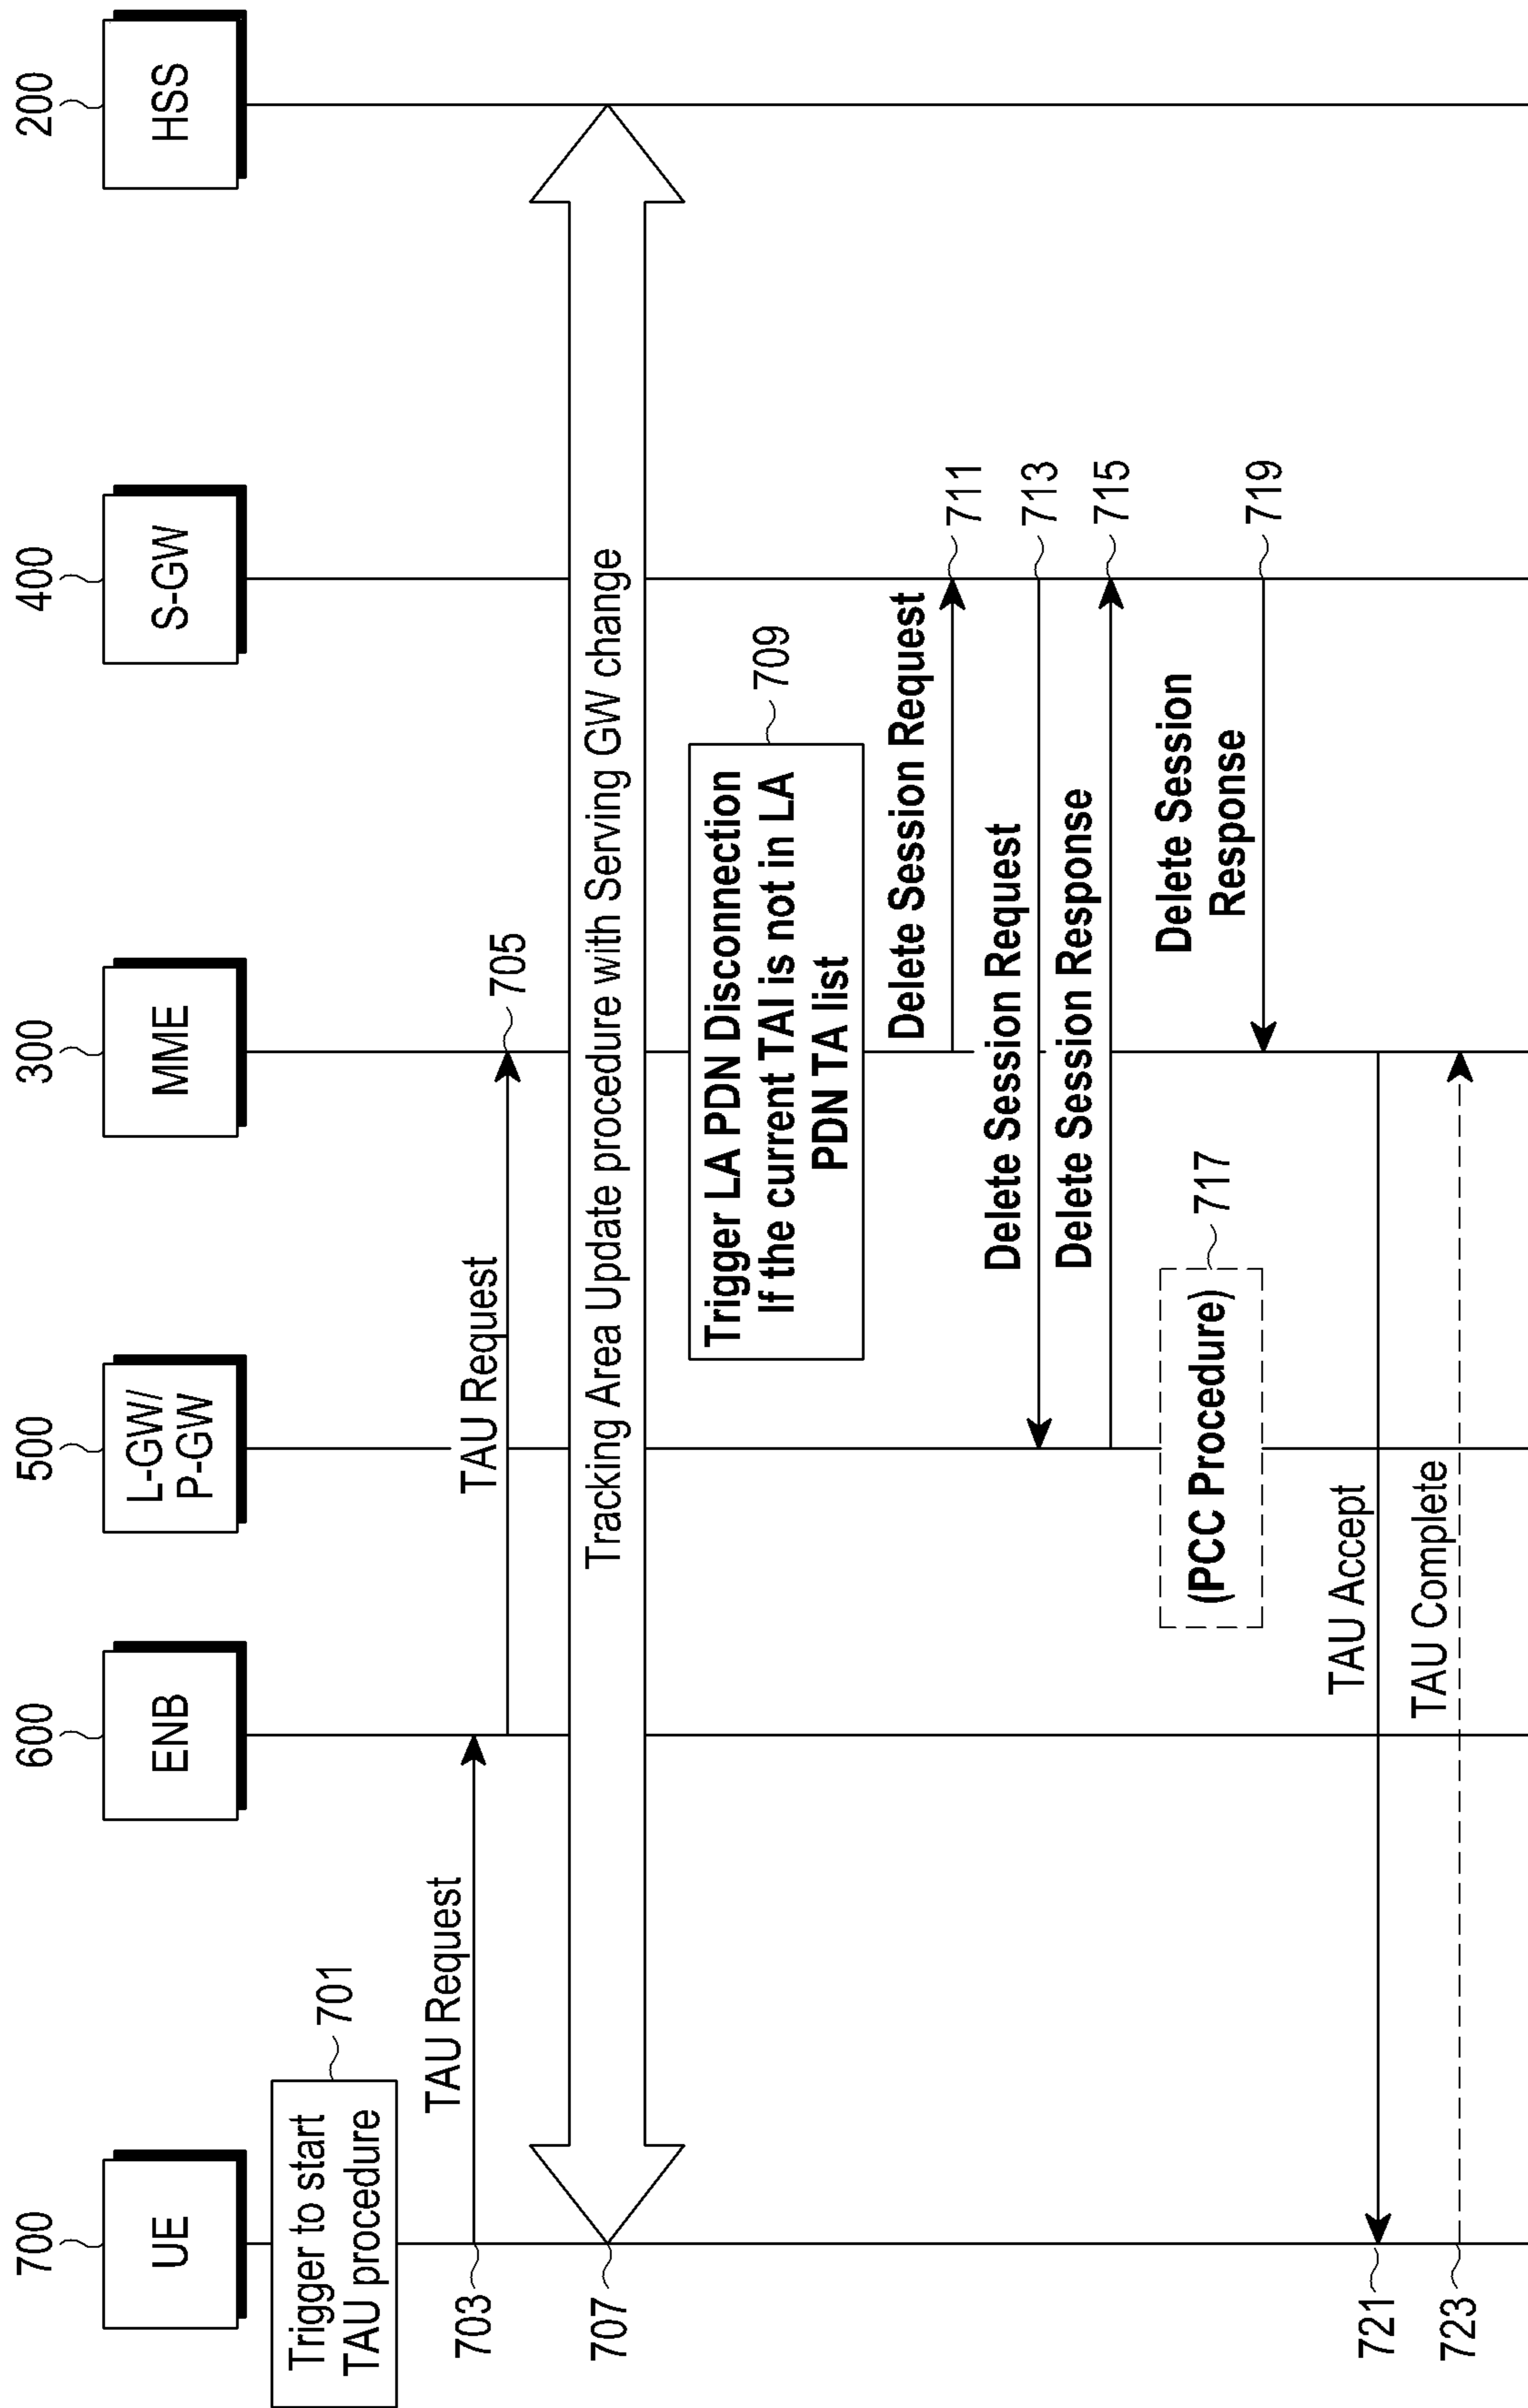 700
600
500
300
400
200
UE
ENB
L-GW/
P-GW
MME
S-GW
HSS
Trigger to start
TAU procedure
701
TAU Request
703
TAU Request
705
Tracking Area Update procedure with Serving GW change
707
Trigger LA PDN Disconnection
If the current TAI is not in LA
PDN TA list
709
Delete Session Request
711
Delete Session Request
713
Delete Session Response
715
(PCC Procedure)
717
Delete Session
Response
719
TAU Accept
721
TAU Complete
723